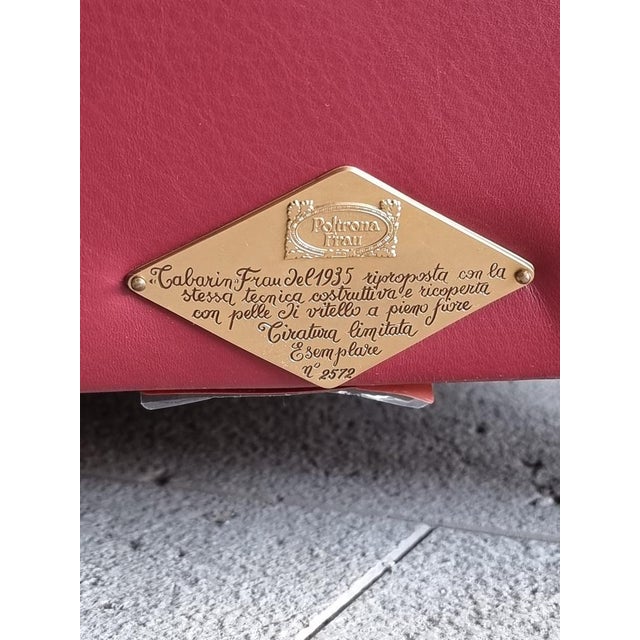 Poltrona
Frau
"Tabarin" Frau del 1935 riproposta con la
stessa tecnica costruttiva e ricoperta
con pelle di vitello a pieno fiore
Tiratura limitata
Esemplare
n° 2572